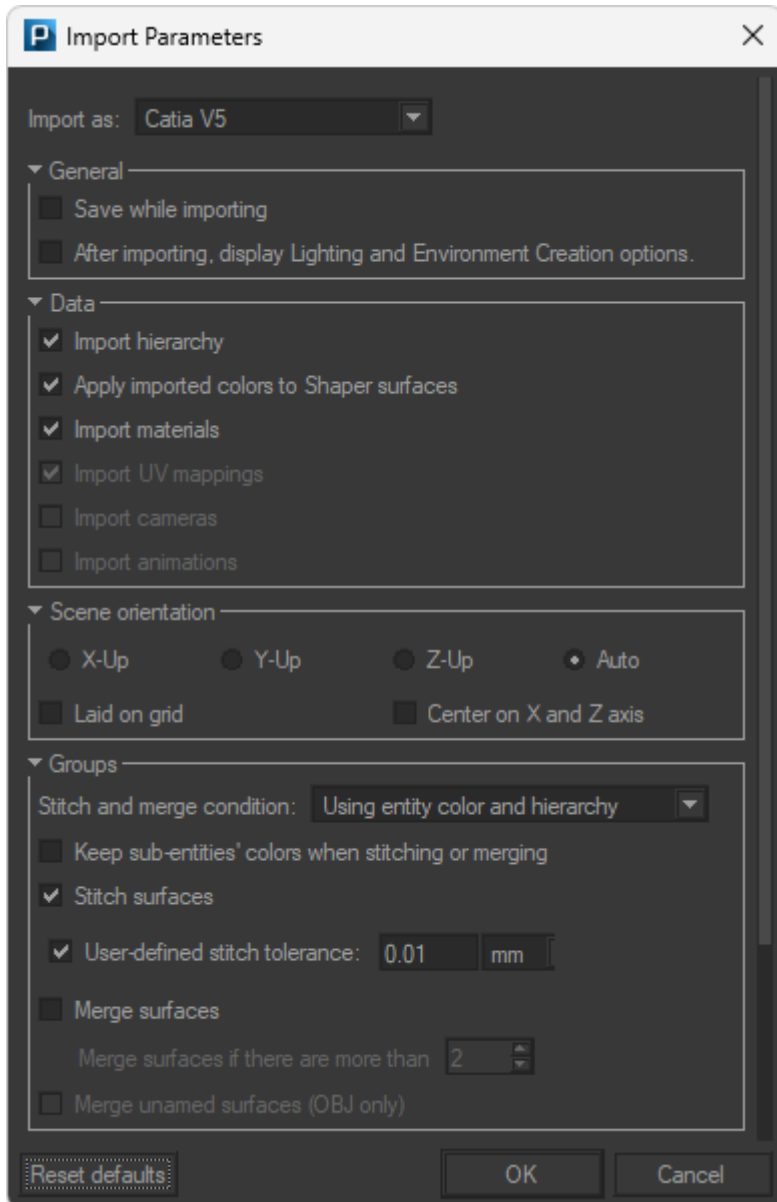 P Import Parameters
Import as: Catia V5
General
Save while importing
After importing, display Lighting and Environment Creation options.
Data
Import hierarchy
Apply imported colors to Shaper surfaces
Import materials
Import UV mappings
Import cameras
Import animations
Scene orientation
X-Up Y-Up Z-Up Auto
Laid on grid Center on X and Z axis
Groups
Stitch and merge condition: Using entity color and hierarchy
Keep sub-entities' colors when stitching or merging
Stitch surfaces
User-defined stitch tolerance: 0.01 mm
Merge surfaces
Merge surfaces if there are more than 2
Merge unamed surfaces (OBJ only)
Reset defaults OK Cancel